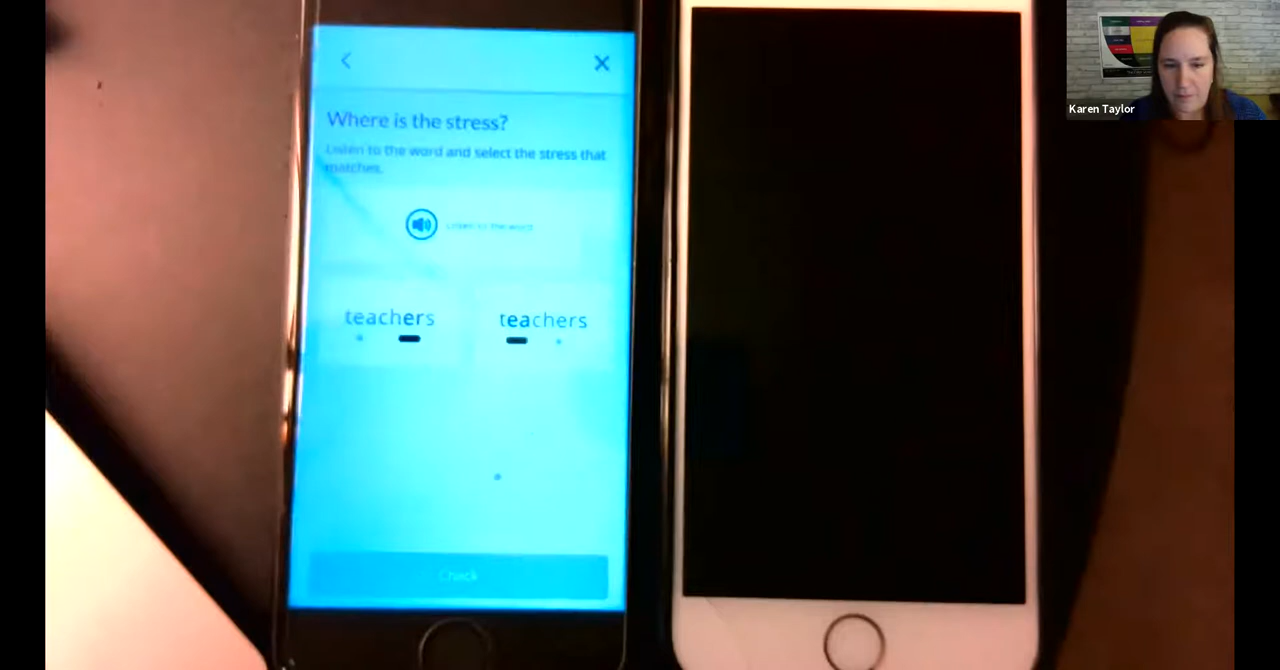 Where is the stress?
Listen to the word and select the stress that
matches.
Listen to the word
teachers teachers
Check
Karen Taylor